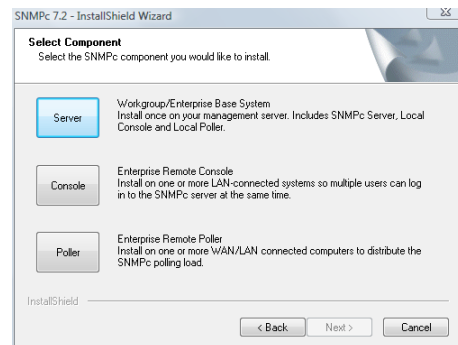 SNMPc 7.2 - InstallShield Wizard
Select Component
Select the SNMPc component you would like to install.
Server
Workgroup/Enterprise Base System
Install once on your management server. Includes SNMPc Server, Local
Console and Local Poller.
Console
Enterprise Remote Console
Install on one or more LAN-connected systems so multiple users can log
in to the SNMPc server at the same time.
Poller
Enterprise Remote Poller
Install on one or more WAN/LAN connected computers to distribute the
SNMPc polling load.
InstallShield
< Back Next > Cancel